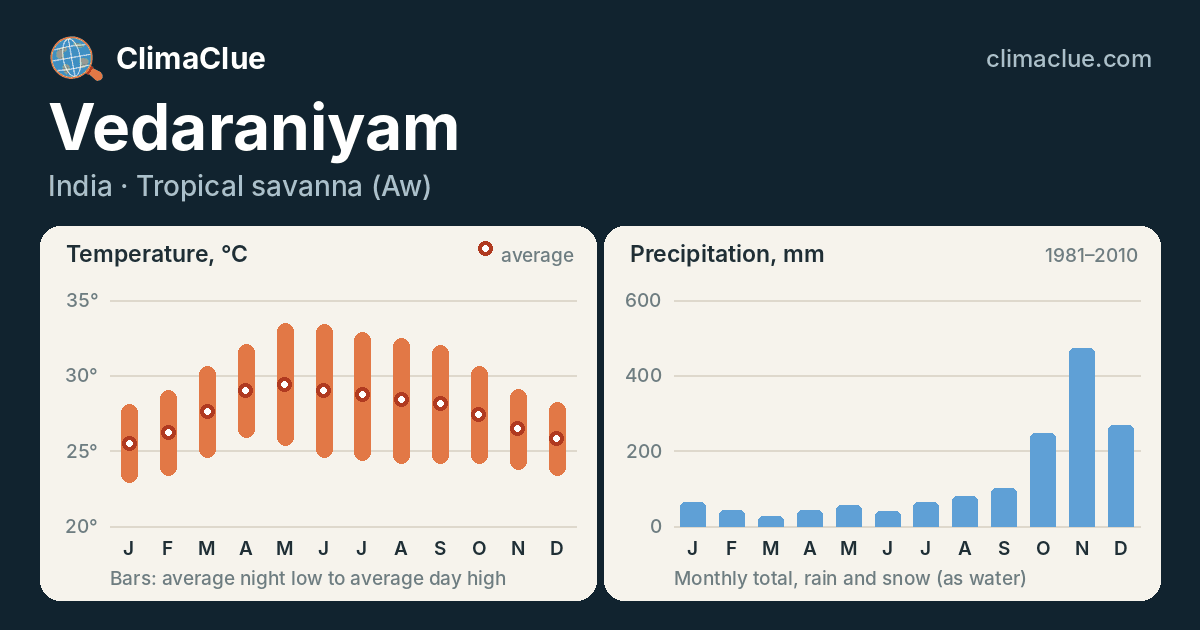 ClimaClue
climaclue.com
Vedaraniyam
India · Tropical savanna (Aw)
Temperature, °C
average
35°
30°
25°
20°
J F M A M J J A S O N D
Bars: average night low to average day high
Precipitation, mm
1981–2010
600
400
200
0
J F M A M J J A S O N D
Monthly total, rain and snow (as water)